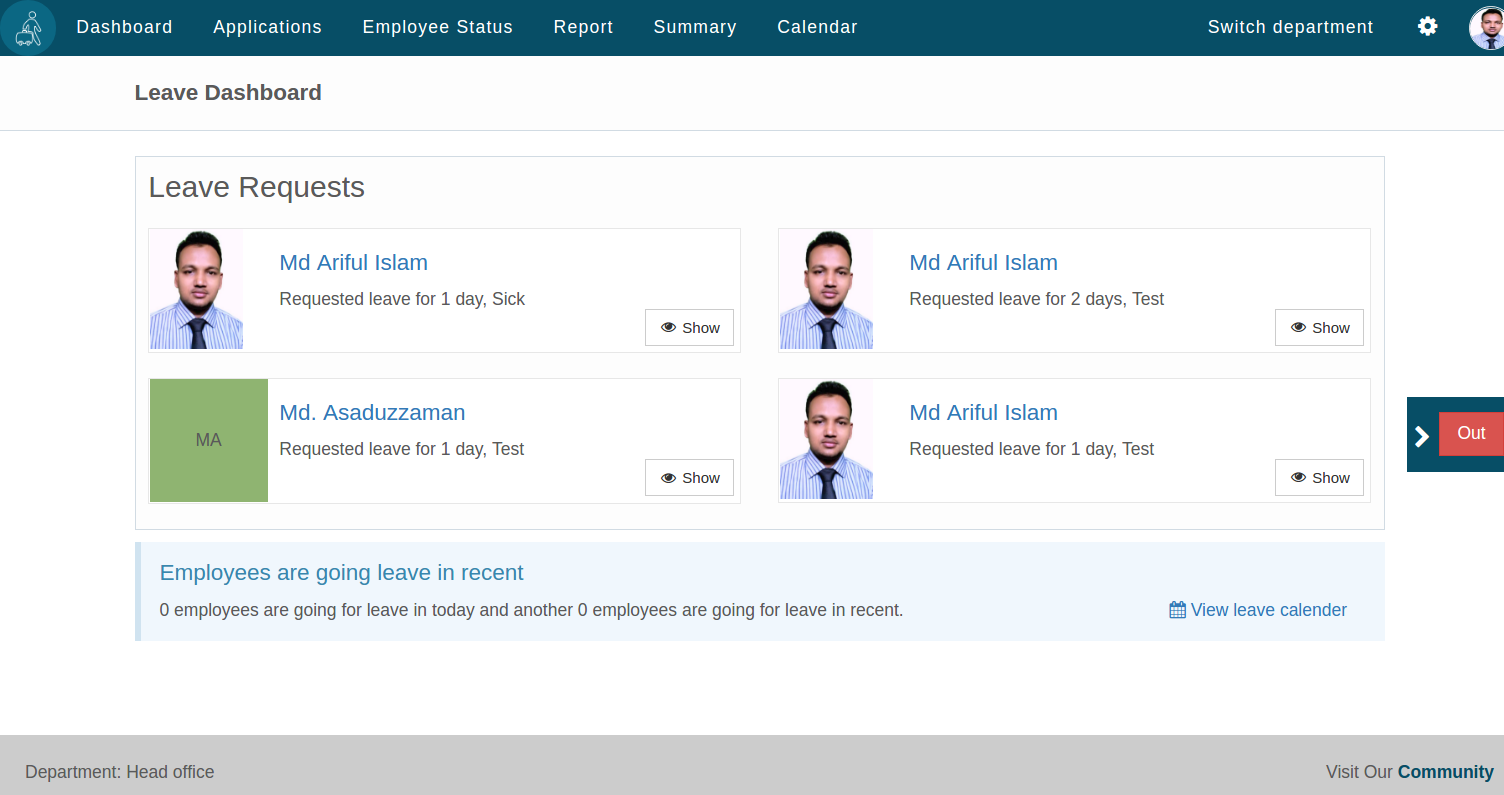 Dashboard Applications Employee Status Report Summary Calendar Switch department
Leave Dashboard
Leave Requests
Md Ariful Islam
Requested leave for 1 day, Sick
Show
Md Ariful Islam
Requested leave for 2 days, Test
Show
MA
Md. Asaduzzaman
Requested leave for 1 day, Test
Show
Md Ariful Islam
Requested leave for 1 day, Test
Show
Out
Employees are going leave in recent
0 employees are going for leave in today and another 0 employees are going for leave in recent.
View leave calender
Department: Head office
Visit Our Community